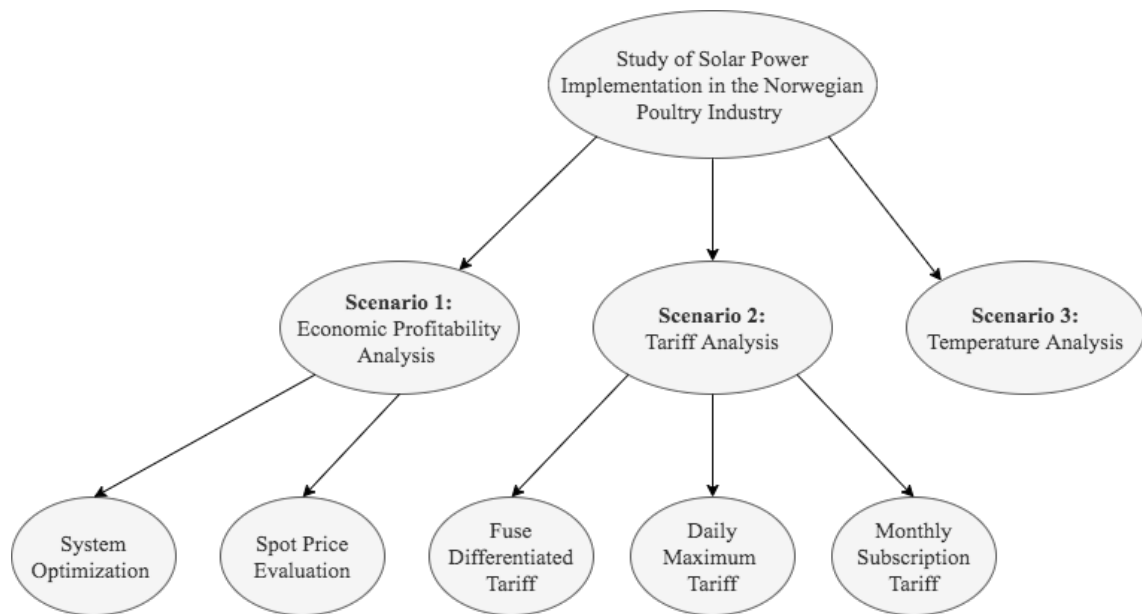 Study of Solar Power
Implementation in the Norwegian
Poultry Industry
Scenario 1:
Economic Profitability
Analysis
Scenario 2:
Tariff Analysis
Scenario 3:
Temperature Analysis
System
Optimization
Spot Price
Evaluation
Fuse
Differentiated
Tariff
Daily
Maximum
Tariff
Monthly
Subscription
Tariff